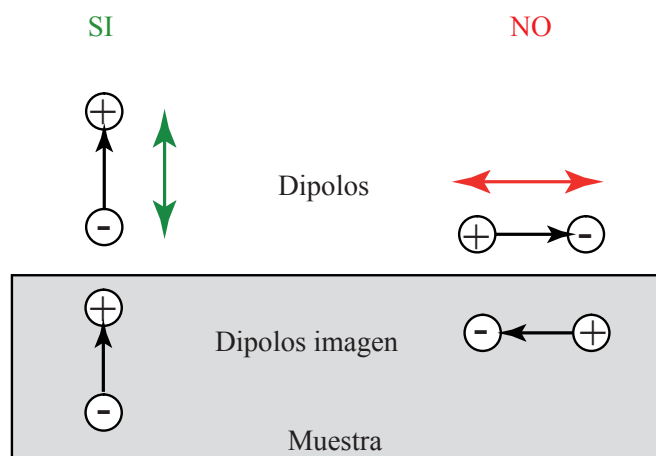 SI NO
+
+
Dipolos
- + -
+
Dipolos imagen - +
-
Muestra